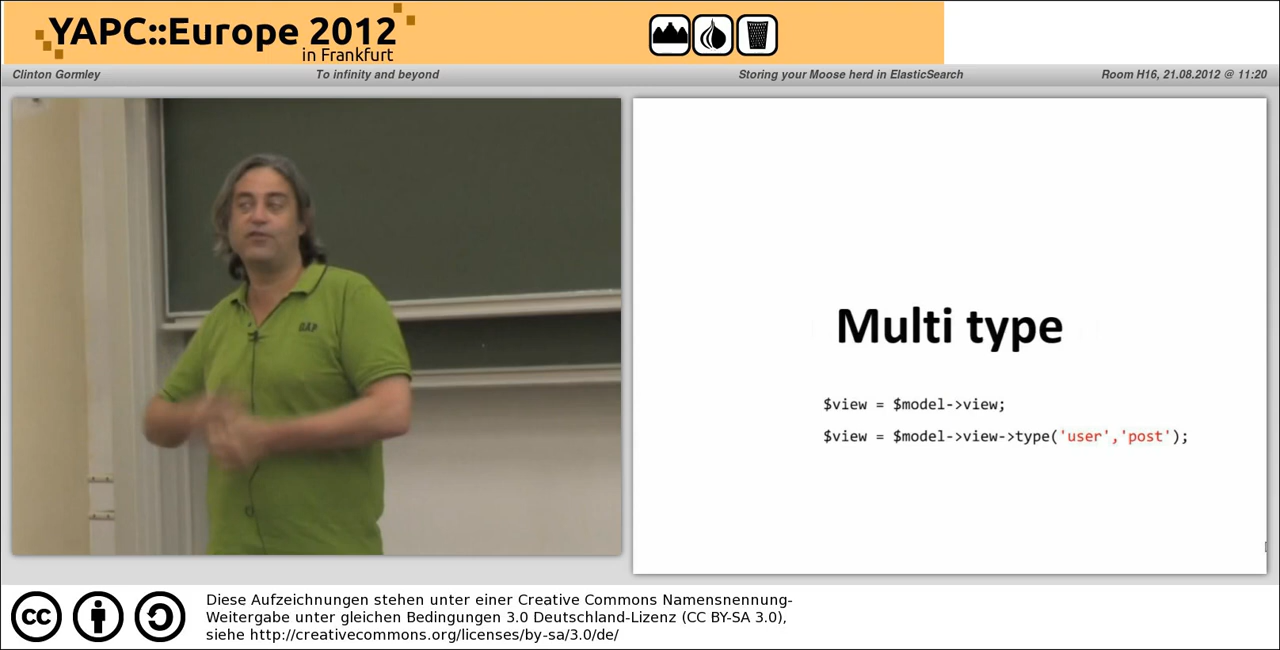 YAPC::Europe 2012
in Frankfurt
Clinton Gormley To infinity and beyond Storing your Moose herd in ElasticSearch Room H16, 21.08.2012 @ 11:20
GAP
Multi type
$view = $model->view;
$view = $model->view->type('user','post');
cc
Diese Aufzeichnungen stehen unter einer Creative Commons Namensnennung-
Weitergabe unter gleichen Bedingungen 3.0 Deutschland-Lizenz (CC BY-SA 3.0),
siehe http://creativecommons.org/licenses/by-sa/3.0/de/